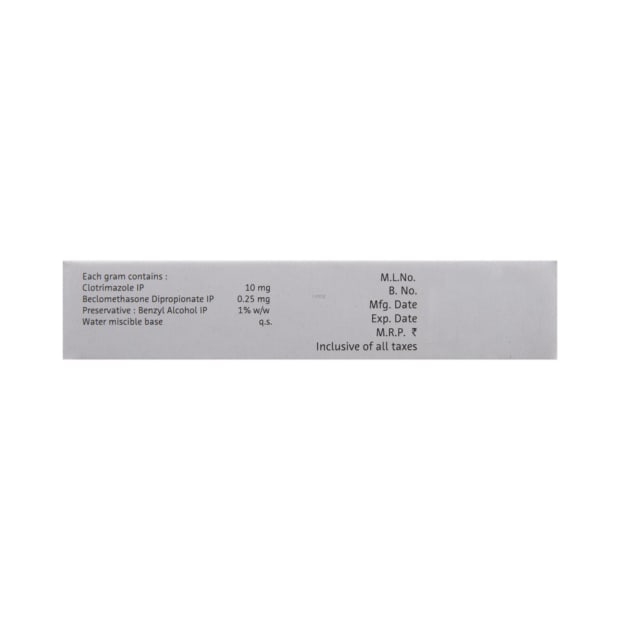 Each gram contains :
Clotrimazole IP 10 mg
Beclomethasone Dipropionate IP 0.25 mg
Preservative : Benzyl Alcohol IP 1% w/w
Water miscible base q.s.
M.L.No.
B. No.
Mfg. Date
Exp. Date
M.R.P. ₹
Inclusive of all taxes